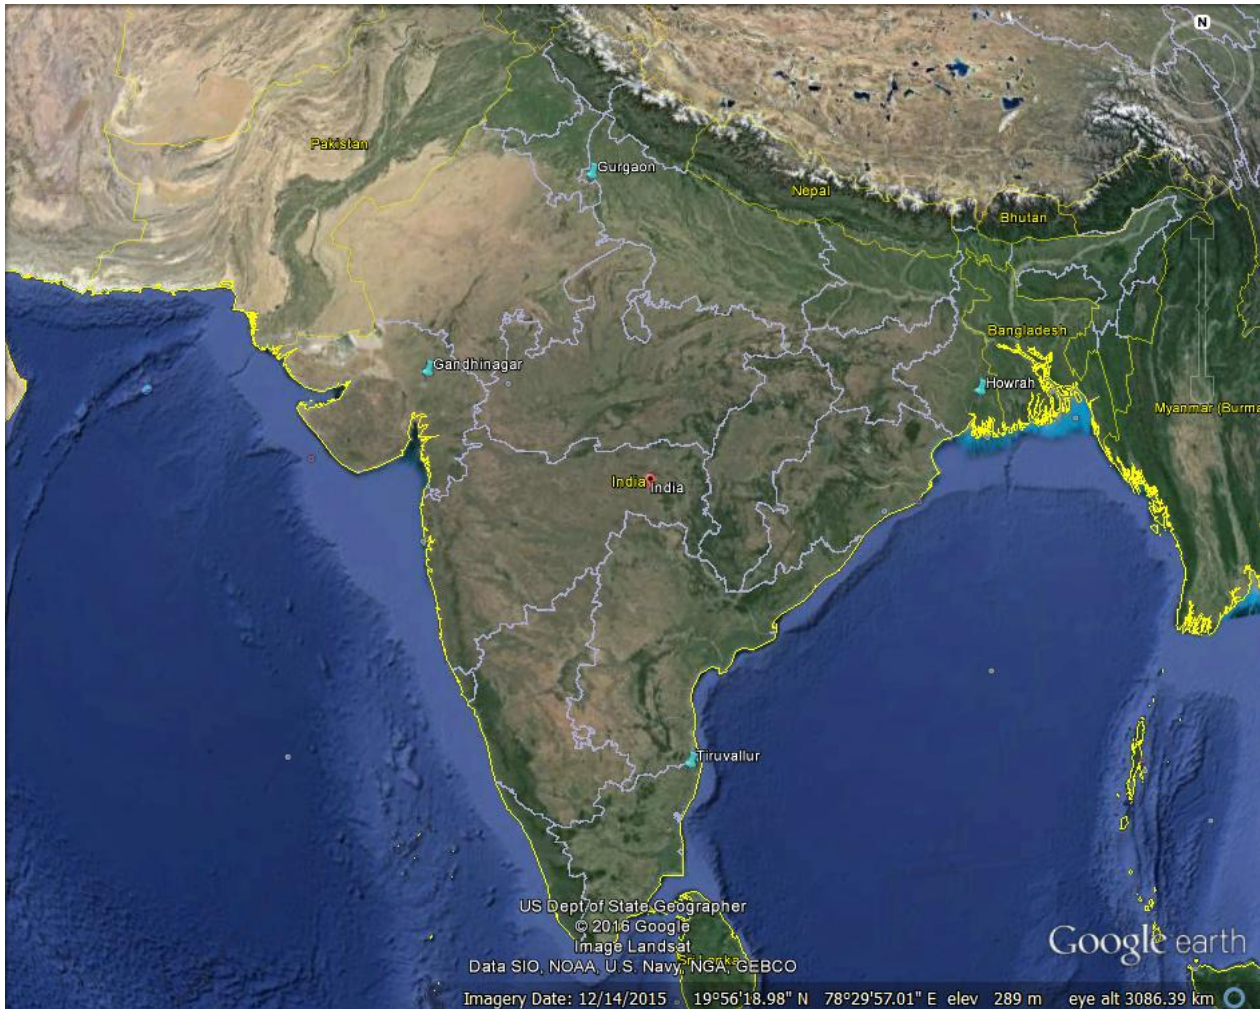 N
Pakistan
Gurgaon
Nepal
Bhutan
Bangladesh
Gandhinagar
Howrah
Myanmar (Burma
India
India
Tiruvallur
US Dept of State Geographer
© 2016 Google
Image Landsat
Sri Lanka
Data SIO, NOAA, U.S. Navy, NGA, GEBCO
Google earth
Imagery Date: 12/14/2015 19°56'18.98" N 78°29'57.01" E elev 289 m eye alt 3086.39 km